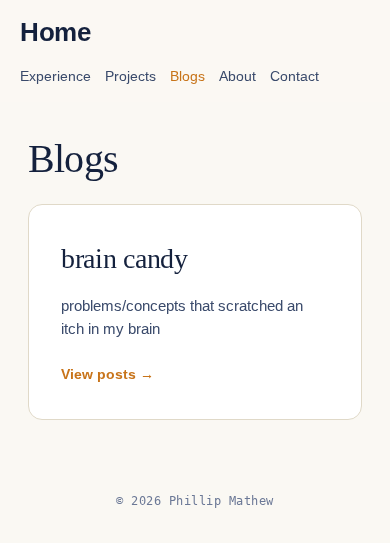 Home
Experience Projects Blogs About Contact
Blogs
brain candy
problems/concepts that scratched an
itch in my brain
View posts →
© 2026 Phillip Mathew